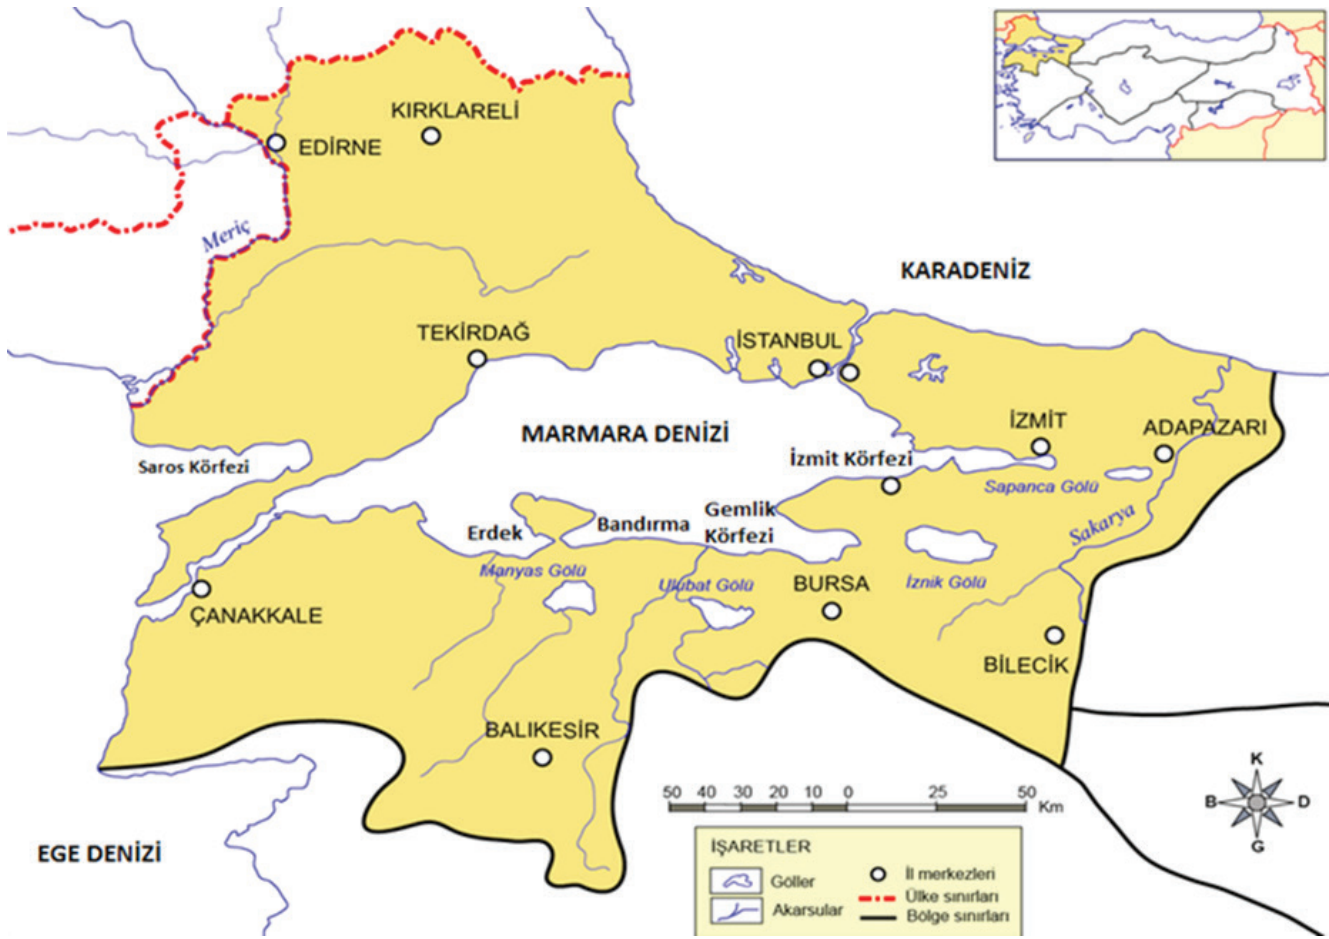 KIRKLARELİ
EDİRNE
Meriç
KARADENİZ
TEKİRDAĞ
İSTANBUL
MARMARA DENİZİ
İZMİT
ADAPAZARI
Saros Körfezi
İzmit Körfezi
Sapanca Gölü
Erdek
Bandırma
Gemlik
Körfezi
Sakarya
Manyas Gölü
Ulubat Gölü
BURSA
İznik Gölü
ÇANAKKALE
BİLECİK
BALIKESİR
EGE DENİZİ
50 40 30 20 10 0 25 50
Km
K
B D
G
İŞARETLER
Göller
İl merkezleri
Ülke sınırları
Akarsular
Bölge sınırları